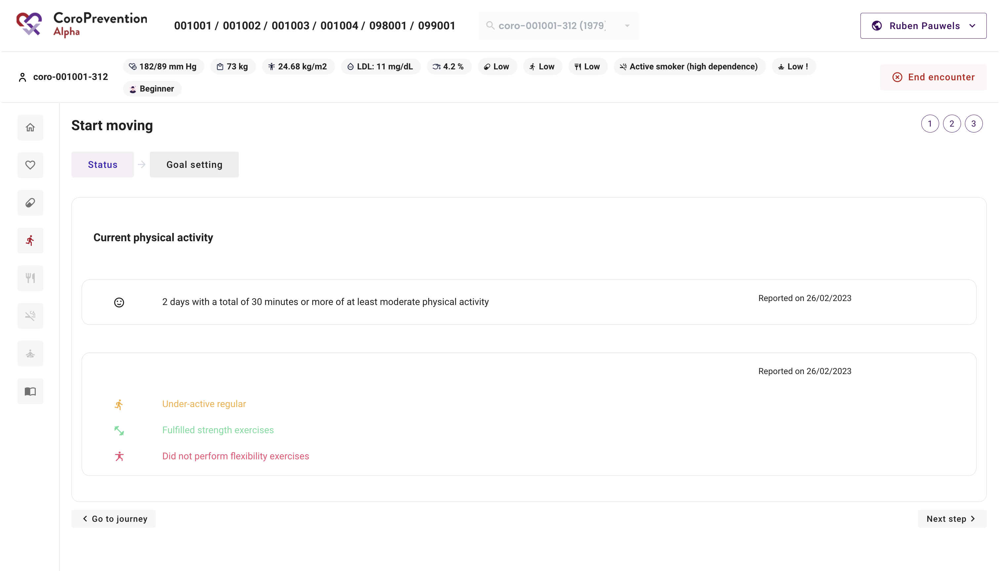 CoroPrevention
Alpha
001001 / 001002 / 001003 / 001004 / 098001 / 099001
coro-001001-312 (1979)
Ruben Pauwels
coro-001001-312
182/89 mm Hg
73 kg
24.68 kg/m2
LDL: 11 mg/dL
4.2 %
Low
Low
Low
Active smoker (high dependence)
Low !
Beginner
End encounter
Start moving
1
2
3
Status
Goal setting
Current physical activity
2 days with a total of 30 minutes or more of at least moderate physical activity
Reported on 26/02/2023
Reported on 26/02/2023
Under-active regular
Fulfilled strength exercises
Did not perform flexibility exercises
Go to journey
Next step